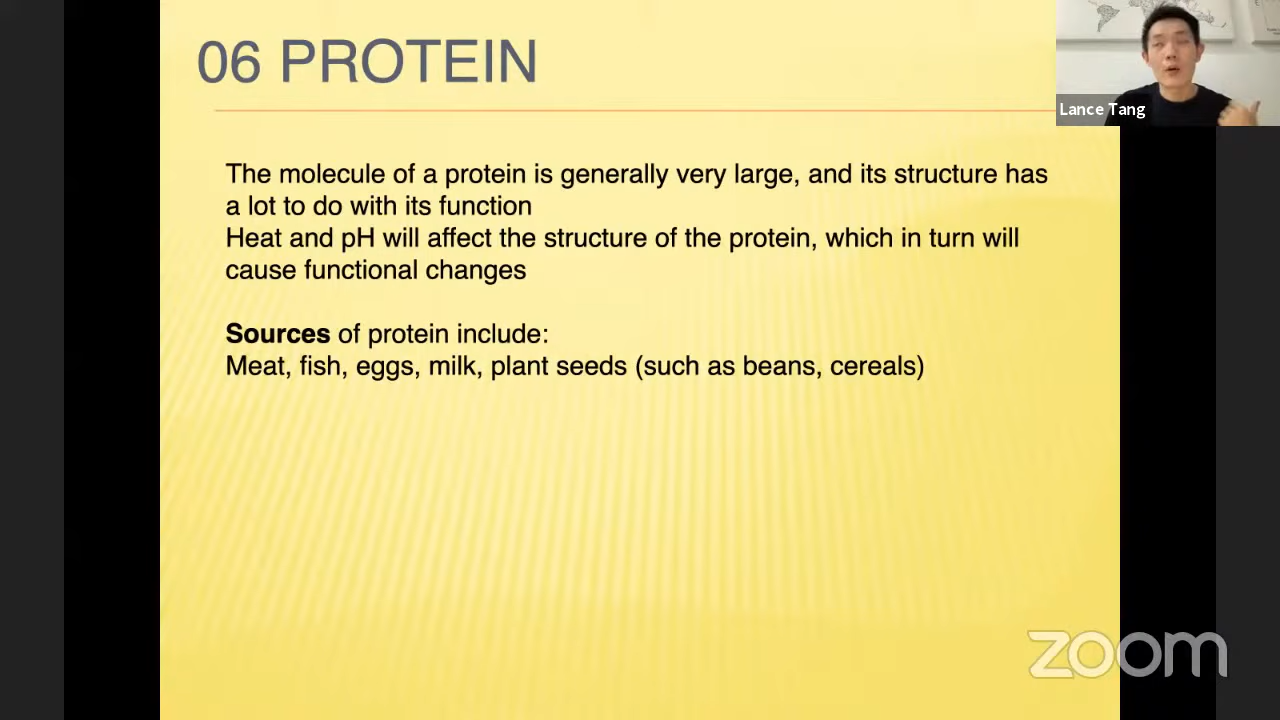 06 PROTEIN
Lance Tang
The molecule of a protein is generally very large, and its structure has
a lot to do with its function
Heat and pH will affect the structure of the protein, which in turn will
cause functional changes
Sources of protein include:
Meat, fish, eggs, milk, plant seeds (such as beans, cereals)
zoom